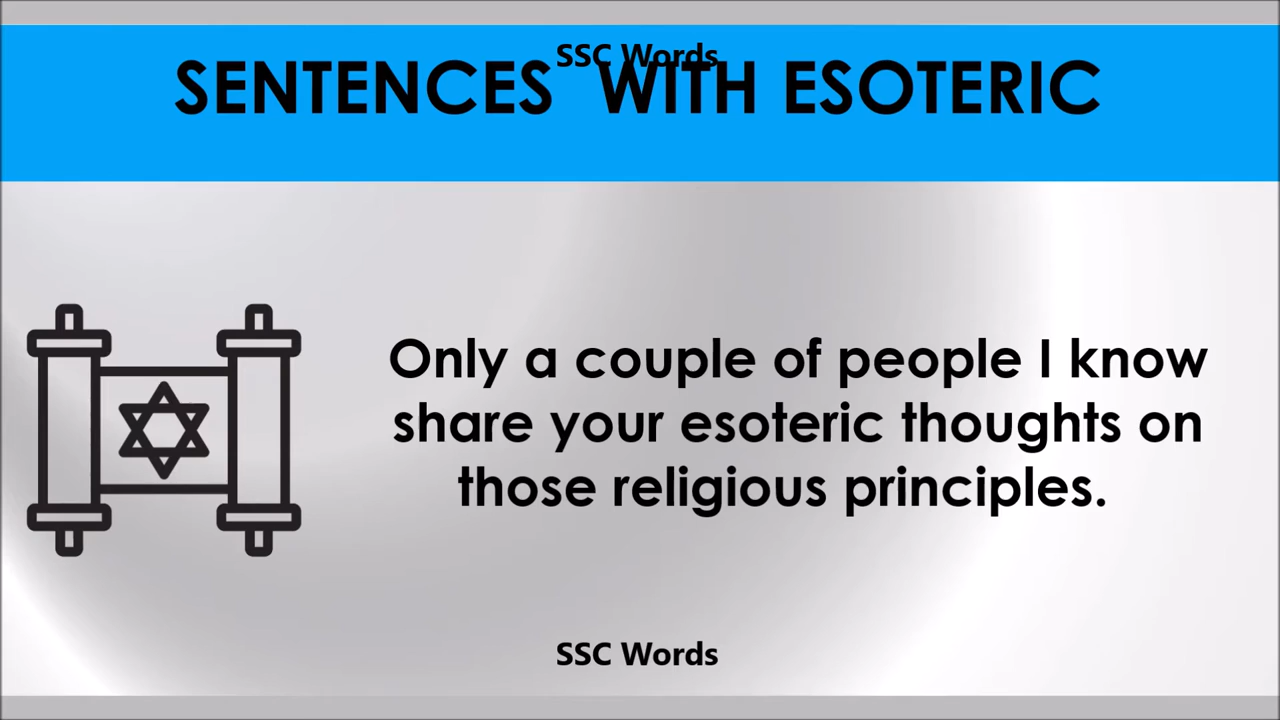 SSC Words
SENTENCES WITH ESOTERIC
Only a couple of people I know
share your esoteric thoughts on
those religious principles.
SSC Words